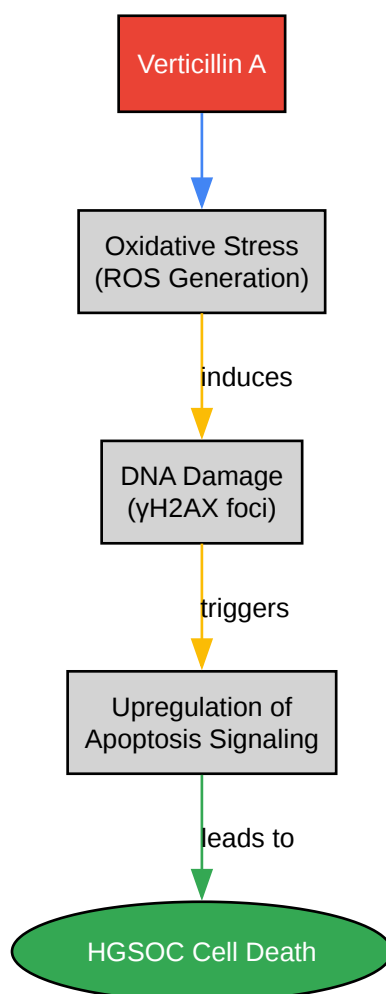 Verticillin A
Oxidative Stress
(ROS Generation)
induces
DNA Damage
(γH2AX foci)
triggers
Upregulation of
Apoptosis Signaling
leads to
HGSOC Cell Death